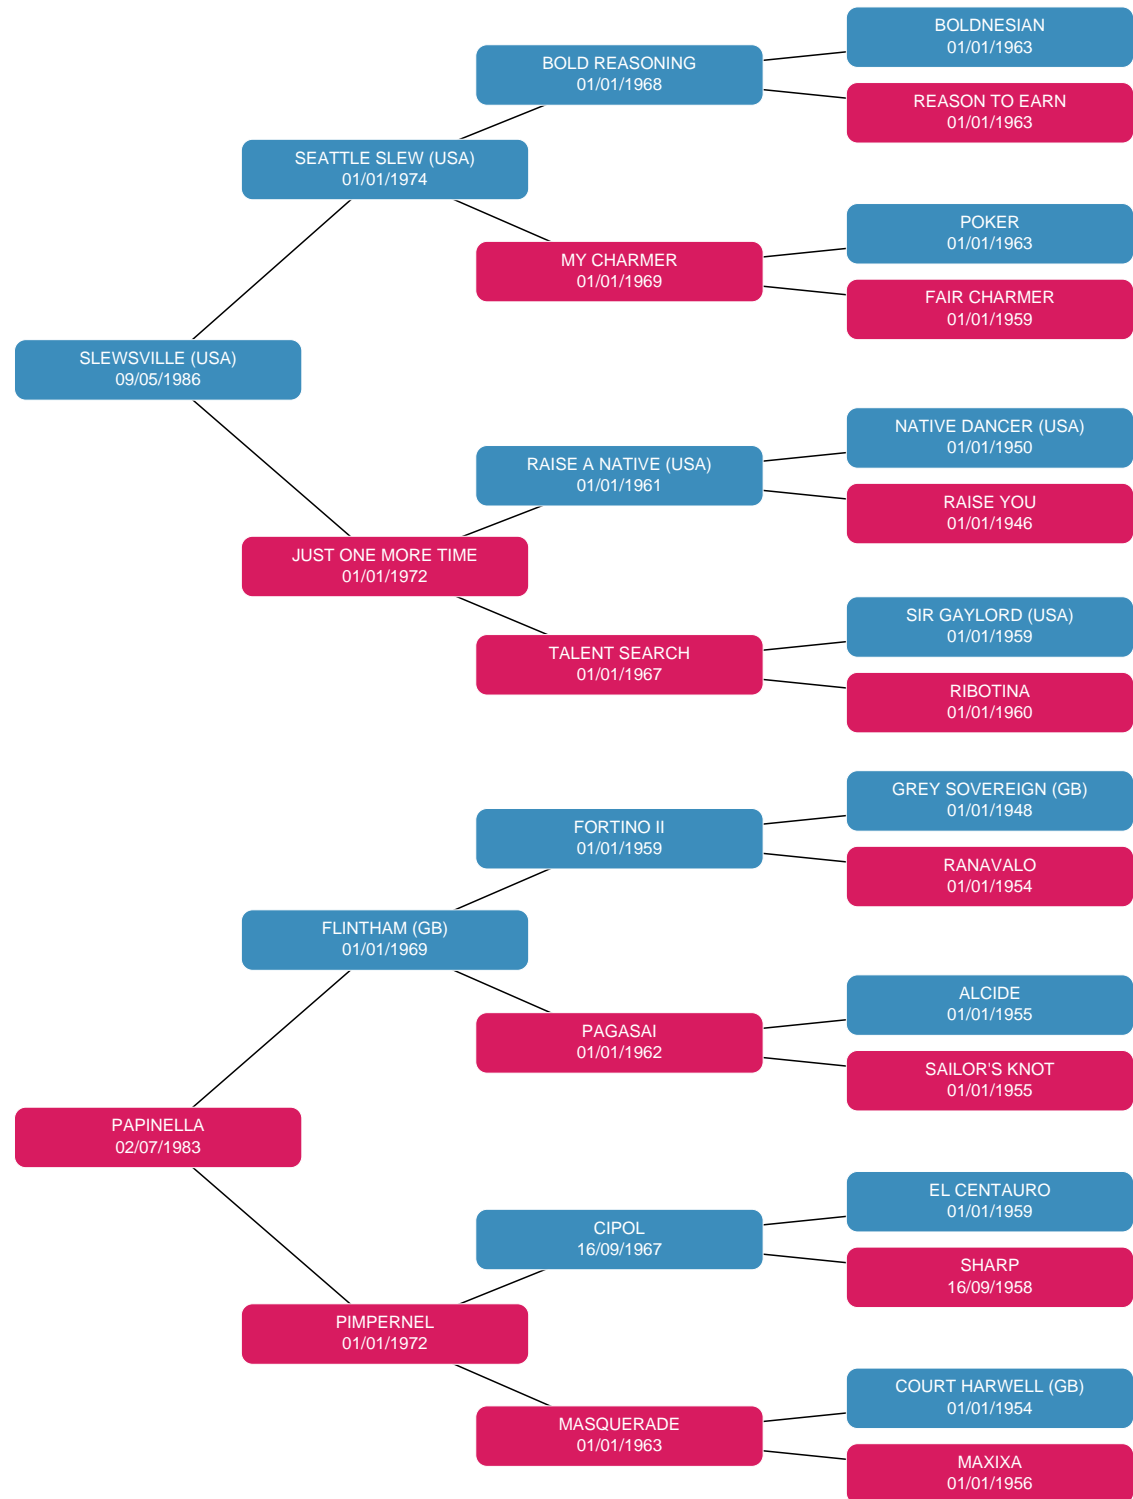 BOLDNESIAN
01/01/1963
BOLD REASONING
01/01/1968
REASON TO EARN
01/01/1963
SEATTLE SLEW (USA)
01/01/1974
POKER
01/01/1963
MY CHARMER
01/01/1969
FAIR CHARMER
01/01/1959
SLEWSVILLE (USA)
09/05/1986
NATIVE DANCER (USA)
01/01/1950
RAISE A NATIVE (USA)
01/01/1961
RAISE YOU
01/01/1946
JUST ONE MORE TIME
01/01/1972
SIR GAYLORD (USA)
01/01/1959
TALENT SEARCH
01/01/1967
RIBOTINA
01/01/1960
GREY SOVEREIGN (GB)
01/01/1948
FORTINO II
01/01/1959
RANAVALO
01/01/1954
FLINTHAM (GB)
01/01/1969
ALCIDE
01/01/1955
PAGASAI
01/01/1962
SAILOR'S KNOT
01/01/1955
PAPINELLA
02/07/1983
EL CENTAURO
01/01/1959
CIPOL
16/09/1967
SHARP
16/09/1958
PIMPERNEL
01/01/1972
COURT HARWELL (GB)
01/01/1954
MASQUERADE
01/01/1963
MAXIXA
01/01/1956